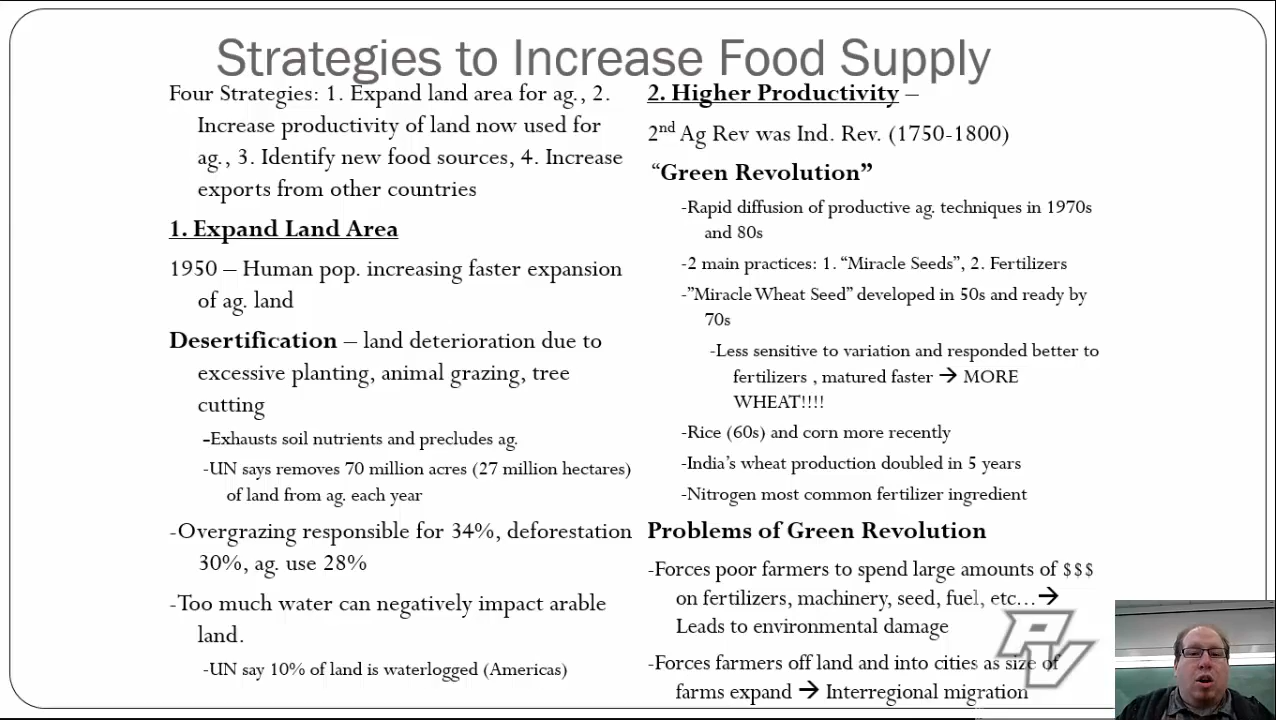 Strategies to Increase Food Supply
Four Strategies: 1. Expand land area for ag., 2.
Increase productivity of land now used for
ag., 3. Identify new food sources, 4. Increase
exports from other countries
1. Expand Land Area
1950 – Human pop. increasing faster expansion
of ag. land
Desertification – land deterioration due to
excessive planting, animal grazing, tree
cutting
-Exhausts soil nutrients and precludes ag.
-UN says removes 70 million acres (27 million hectares)
of land from ag. each year
-Overgrazing responsible for 34%, deforestation
30%, ag. use 28%
-Too much water can negatively impact arable
land.
-UN say 10% of land is waterlogged (Americas)
2. Higher Productivity –
2nd Ag Rev was Ind. Rev. (1750-1800)
“Green Revolution”
-Rapid diffusion of productive ag. techniques in 1970s
and 80s
-2 main practices: 1. “Miracle Seeds”, 2. Fertilizers
-”Miracle Wheat Seed” developed in 50s and ready by
70s
-Less sensitive to variation and responded better to
fertilizers , matured faster → MORE
WHEAT!!!!
-Rice (60s) and corn more recently
-India’s wheat production doubled in 5 years
-Nitrogen most common fertilizer ingredient
Problems of Green Revolution
-Forces poor farmers to spend large amounts of $$$
on fertilizers, machinery, seed, fuel, etc…→
Leads to environmental damage
-Forces farmers off land and into cities as size of
farms expand → Interregional migration
PV